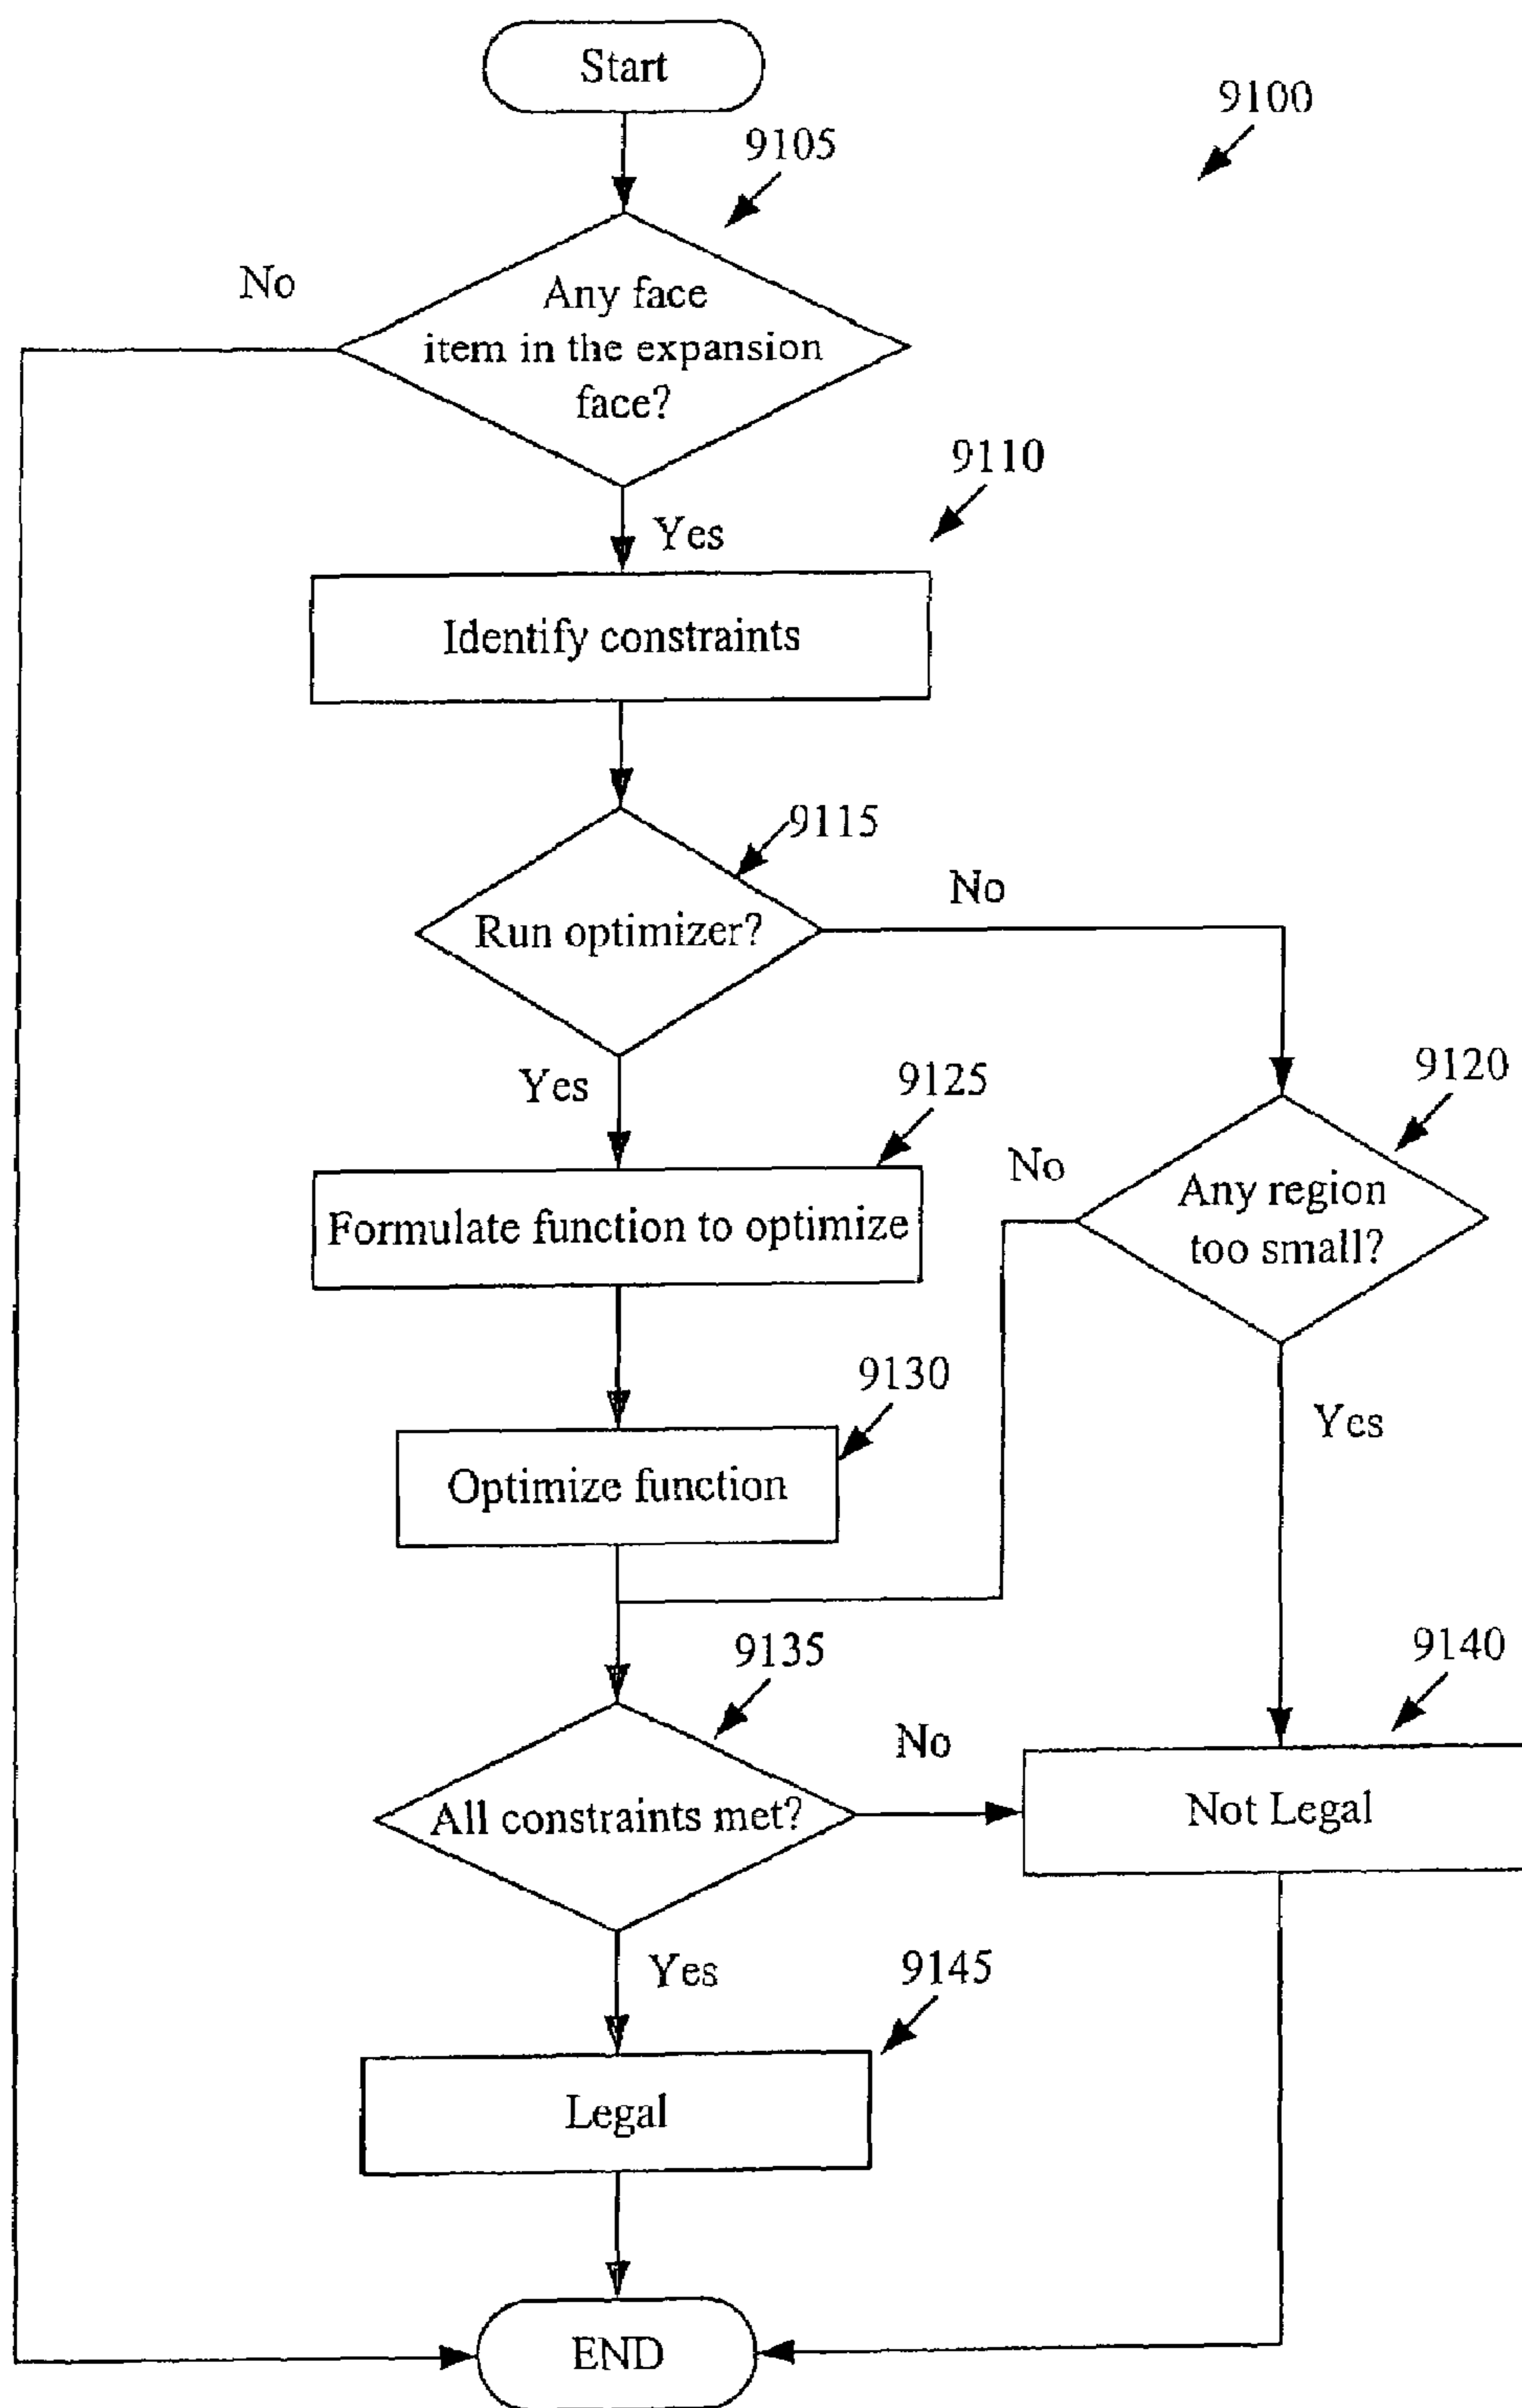 Start
9100
9105
No
Any face
item in the expansion
face?
9110
Yes
Identify constraints
9115
No
Run optimizer?
Yes
9125
9120
No
Any region
too small?
Formulate function to optimize
9130
Yes
Optimize function
9135
9140
No
All constraints met?
Not Legal
Yes
9145
Legal
END